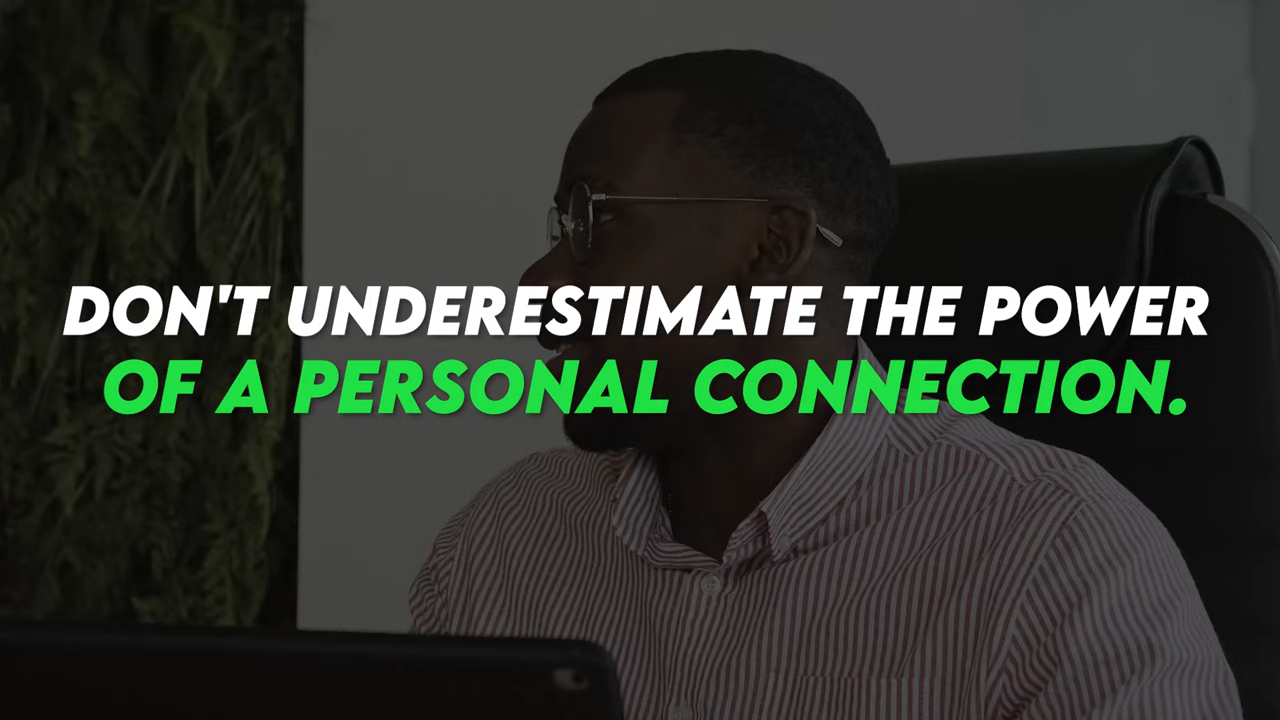 DON'T UNDERESTIMATE THE POWER
OF A PERSONAL CONNECTION.